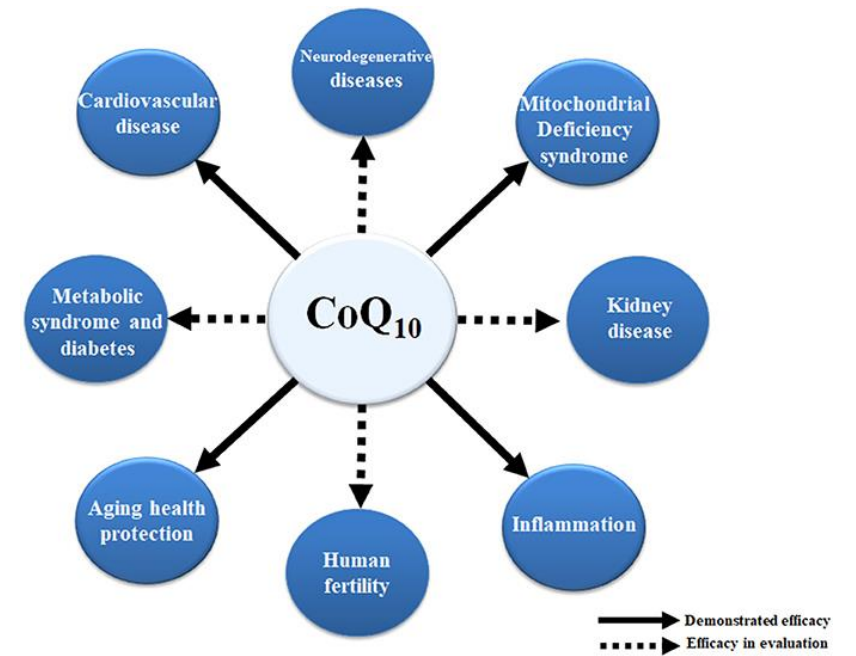 Neurodegenerative
diseases
Cardiovascular
disease
Mitochondrial
Deficiency
syndrome
Metabolic
syndrome and
diabetes
CoQ10
Kidney
disease
Aging health
protection
Human
fertility
Inflammation
Demonstrated efficacy
Efficacy in evaluation